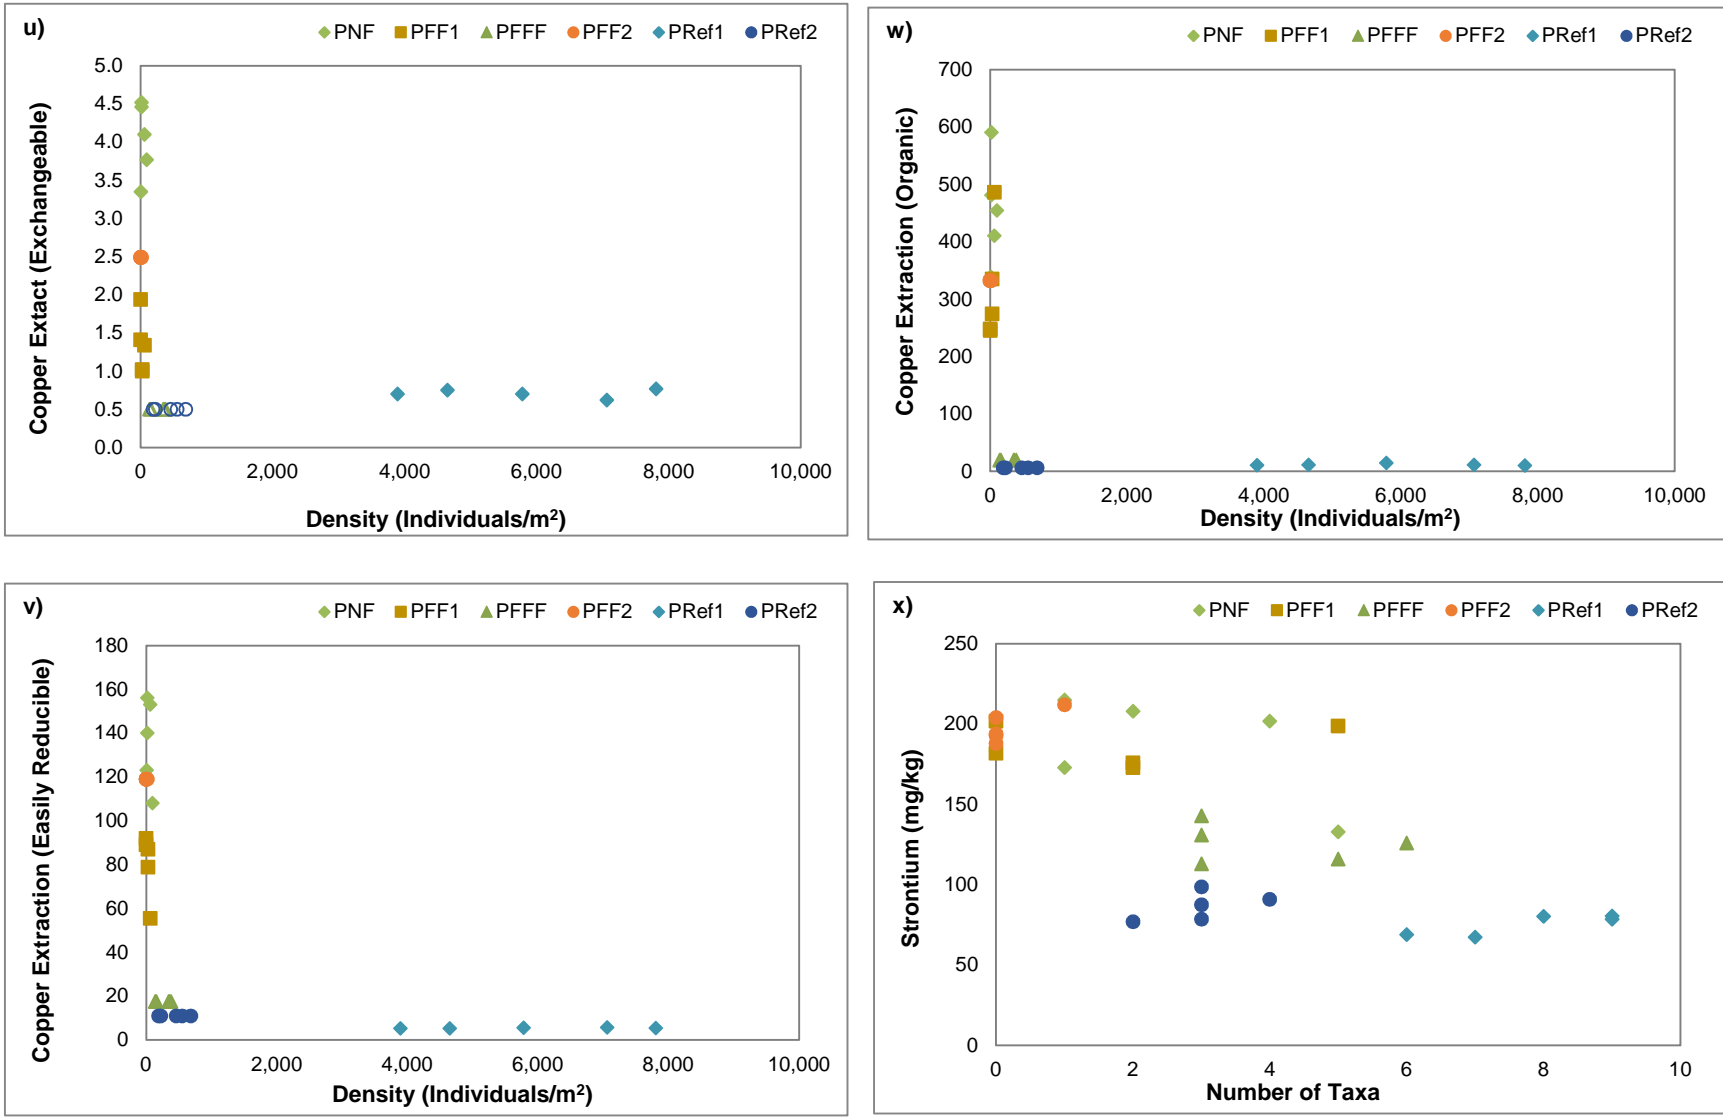 u)
PNF PFF1 PFFF PFF2 PRef1 PRef2
Copper Extact (Exchangeable)
5.0
4.5
4.0
3.5
3.0
2.5
2.0
1.5
1.0
0.5
0.0
0 2,000 4,000 6,000 8,000 10,000
Density (Individuals/m²)
w)
PNF PFF1 PFFF PFF2 PRef1 PRef2
Copper Extraction (Organic)
700
600
500
400
300
200
100
0
0 2,000 4,000 6,000 8,000 10,000
Density (Individuals/m²)
v)
PNF PFF1 PFFF PFF2 PRef1 PRef2
Copper Extraction (Easily Reducible)
180
160
140
120
100
80
60
40
20
0
0 2,000 4,000 6,000 8,000 10,000
Density (Individuals/m²)
x)
PNF PFF1 PFFF PFF2 PRef1 PRef2
Strontium (mg/kg)
250
200
150
100
50
0
0 2 4 6 8 10
Number of Taxa